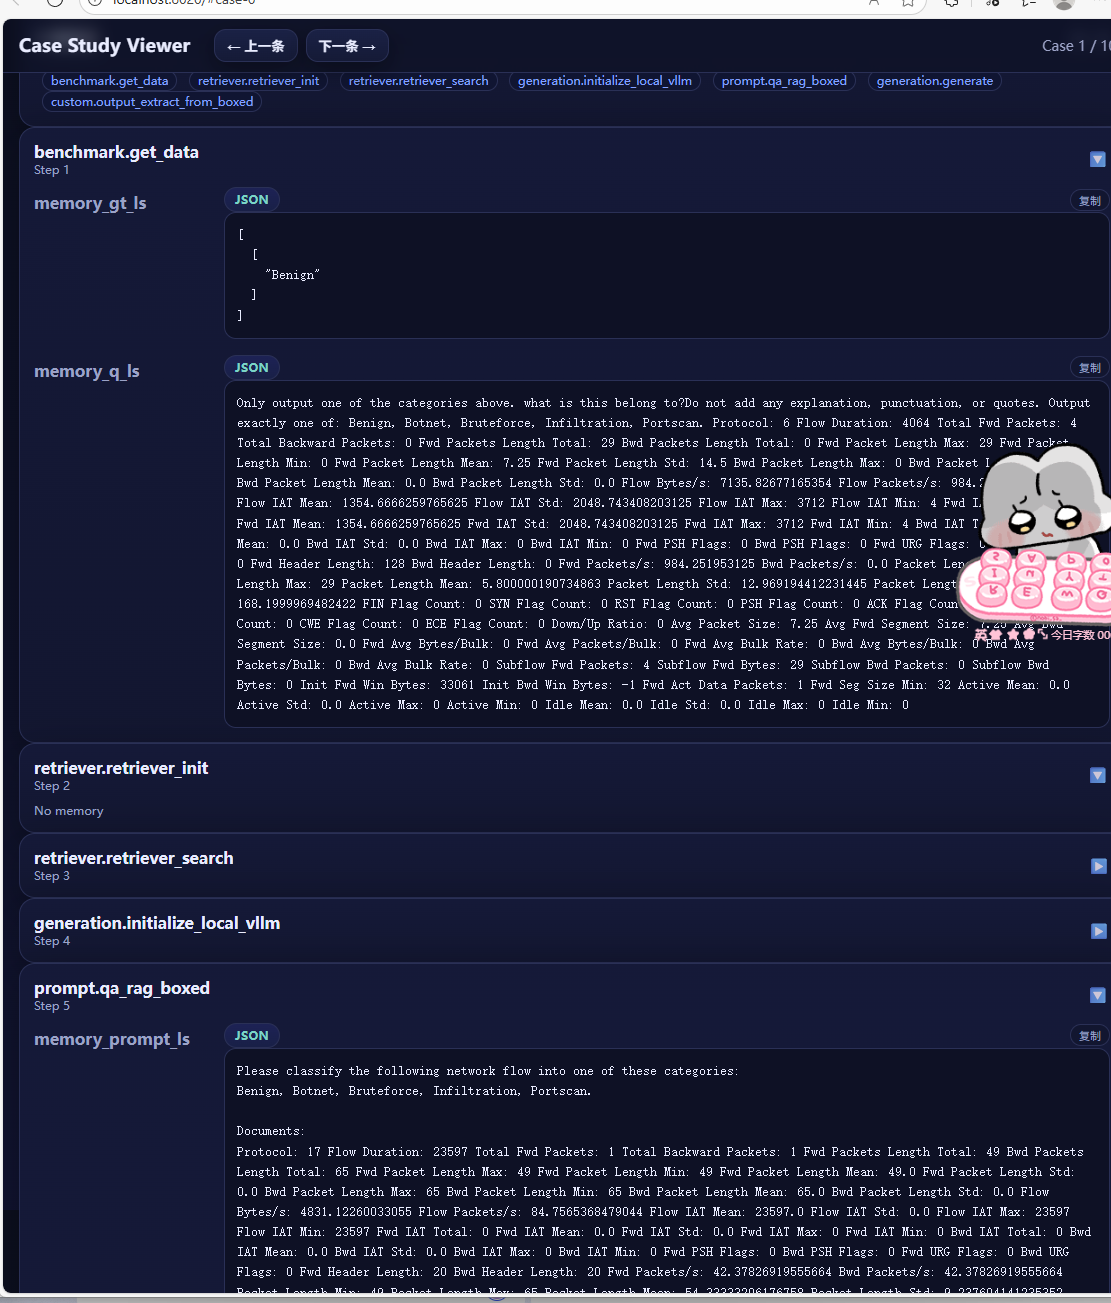 localhost:8020/#case-0
Case Study Viewer
← 上一条
下一条 →
Case 1 /
benchmark.get_data
retriever.retriever_init
retriever.retriever_search
generation.initialize_local_vllm
prompt.qa_rag_boxed
generation.generate
custom.output_extract_from_boxed
benchmark.get_data
Step 1
memory_gt_ls
JSON
复制
[
[
"Benign"
]
]
memory_q_ls
JSON
复制
Only output one of the categories above. what is this belong to?Do not add any explanation, punctuation, or quotes. Output
exactly one of: Benign, Botnet, Bruteforce, Infiltration, Portscan. Protocol: 6 Flow Duration: 4064 Total Fwd Packets: 4
Total Backward Packets: 0 Fwd Packets Length Total: 29 Bwd Packets Length Total: 0 Fwd Packet Length Max: 29 Fwd Packet
Length Min: 0 Fwd Packet Length Mean: 7.25 Fwd Packet Length Std: 14.5 Bwd Packet Length Max: 0 Bwd Packet
Bwd Packet Length Mean: 0.0 Bwd Packet Length Std: 0.0 Flow Bytes/s: 7135.82677165354 Flow Packets/s:
Flow IAT Mean: 1354.6666259765625 Flow IAT Std: 2048.743408203125 Flow IAT Max: 3712 Flow IAT Min: 4 Fwd
Fwd IAT Mean: 1354.6666259765625 Fwd IAT Std: 2048.743408203125 Fwd IAT Max: 3712 Fwd IAT Min: 4 Bwd IAT
Mean: 0.0 Bwd IAT Std: 0.0 Bwd IAT Max: 0 Bwd IAT Min: 0 Fwd PSH Flags: 0 Bwd PSH Flags: 0 Fwd URG Flags:
0 Fwd Header Length: 128 Bwd Header Length: 0 Fwd Packets/s: 984.251953125 Bwd Packets/s: 0.0 Packet
Length Max: 29 Packet Length Mean: 5.800000190734863 Packet Length Std: 12.969194412231445 Packet
168.1999969482422 FIN Flag Count: 0 SYN Flag Count: 0 RST Flag Count: 0 PSH Flag Count: 0 ACK Flag
Count: 0 CWE Flag Count: 0 ECE Flag Count: 0 Down/Up Ratio: 0 Avg Packet Size: 7.25 Avg Fwd Segment Size: 7.25 Avg Bwd
Segment Size: 0.0 Fwd Avg Bytes/Bulk: 0 Fwd Avg Packets/Bulk: 0 Fwd Avg Bulk Rate: 0 Bwd Avg Bytes/Bulk: 0 Bwd Avg
今日字数
Packets/Bulk: 0 Bwd Avg Bulk Rate: 0 Subflow Fwd Packets: 4 Subflow Fwd Bytes: 29 Subflow Bwd Packets: 0 Subflow Bwd
Bytes: 0 Init Fwd Win Bytes: 33061 Init Bwd Win Bytes: -1 Fwd Act Data Packets: 1 Fwd Seg Size Min: 32 Active Mean: 0.0
Active Std: 0.0 Active Max: 0 Active Min: 0 Idle Mean: 0.0 Idle Std: 0.0 Idle Max: 0 Idle Min: 0
retriever.retriever_init
Step 2
No memory
retriever.retriever_search
Step 3
generation.initialize_local_vllm
Step 4
prompt.qa_rag_boxed
Step 5
memory_prompt_ls
JSON
复制
Please classify the following network flow into one of these categories:
Benign, Botnet, Bruteforce, Infiltration, Portscan.
Documents:
Protocol: 17 Flow Duration: 23597 Total Fwd Packets: 1 Total Backward Packets: 1 Fwd Packets Length Total: 49 Bwd Packets
Length Total: 65 Fwd Packet Length Max: 49 Fwd Packet Length Min: 49 Fwd Packet Length Mean: 49.0 Fwd Packet Length Std:
0.0 Bwd Packet Length Max: 65 Bwd Packet Length Min: 65 Bwd Packet Length Mean: 65.0 Bwd Packet Length Std: 0.0 Flow
Bytes/s: 4831.12260033055 Flow Packets/s: 84.7565368479044 Flow IAT Mean: 23597.0 Flow IAT Std: 0.0 Flow IAT Max: 23597
Flow IAT Min: 23597 Fwd IAT Total: 0 Fwd IAT Mean: 0.0 Fwd IAT Std: 0.0 Fwd IAT Max: 0 Fwd IAT Min: 0 Bwd IAT Total: 0 Bwd
IAT Mean: 0.0 Bwd IAT Std: 0.0 Bwd IAT Max: 0 Bwd IAT Min: 0 Fwd PSH Flags: 0 Bwd PSH Flags: 0 Fwd URG Flags: 0 Bwd URG
Flags: 0 Fwd Header Length: 20 Bwd Header Length: 20 Fwd Packets/s: 42.37826919555664 Bwd Packets/s: 42.37826919555664
Packet Length Min: 49 Packet Length Max: 65 Packet Length Mean: 54.33333206176758 Packet Length Std: 9.237604141235352